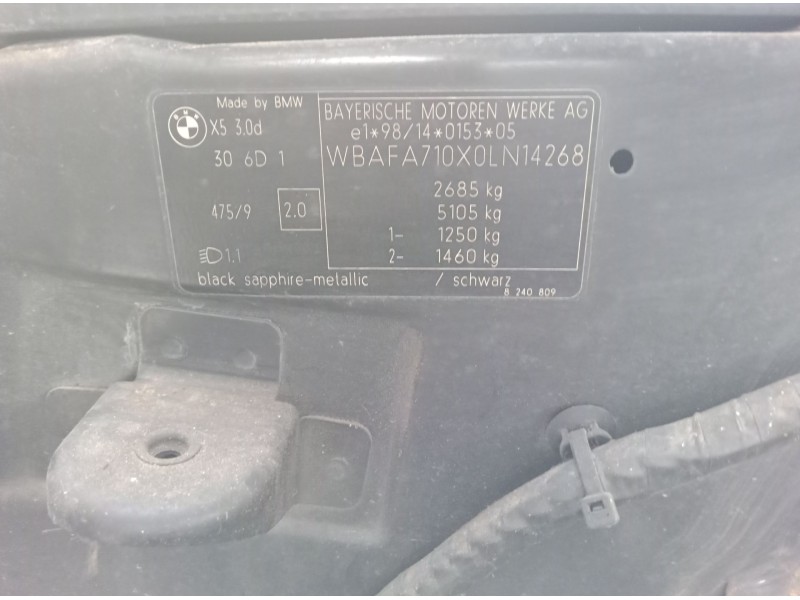 Made by BMW
BMW X5 3.0d
30 6D 1
475/9 2.0
1.1
BAYERISCHE MOTOREN WERKE AG
e1*98/14*0153*05
WBAFA710X0LN14268
2685 kg
5105 kg
1- 1250 kg
2- 1460 kg
black sapphire-metallic / schwarz
8 240 809